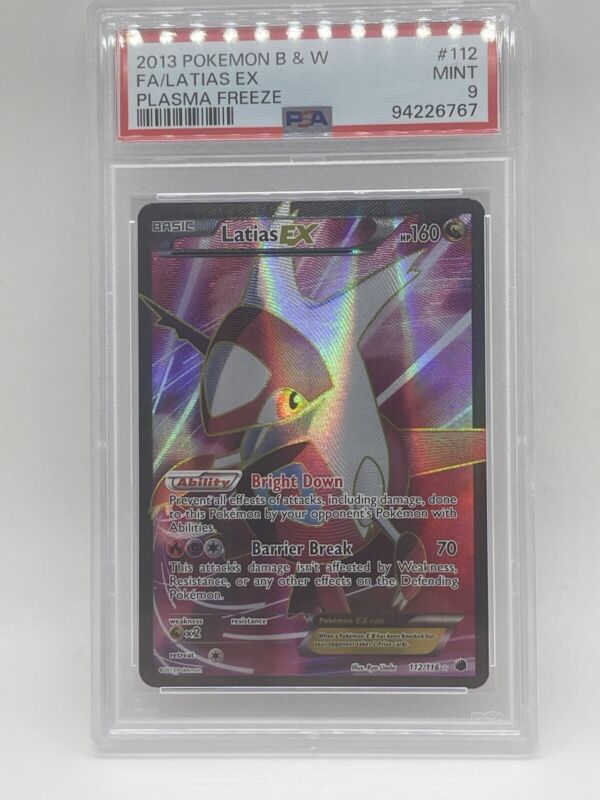 2013 POKEMON B & W #112
FA/LATIAS EX MINT
PLASMA FREEZE 9
PSA 94226767
BASIC Latias EX HP160
Ability Bright Down
Prevent all effects of attacks, including damage, done
to this Pokémon by your opponent's Pokémon with
Abilities.
Barrier Break 70
This attack's damage isn't affected by Weakness,
Resistance, or any other effects on the Defending
Pokémon.
weakness resistance
x2
Pokémon EX rule
When a Pokémon-EX has been Knocked Out,
your opponent takes 2 Prize cards.
retreat
©2013 Pokémon Illus. Ryo Ueda 112/116
PSA